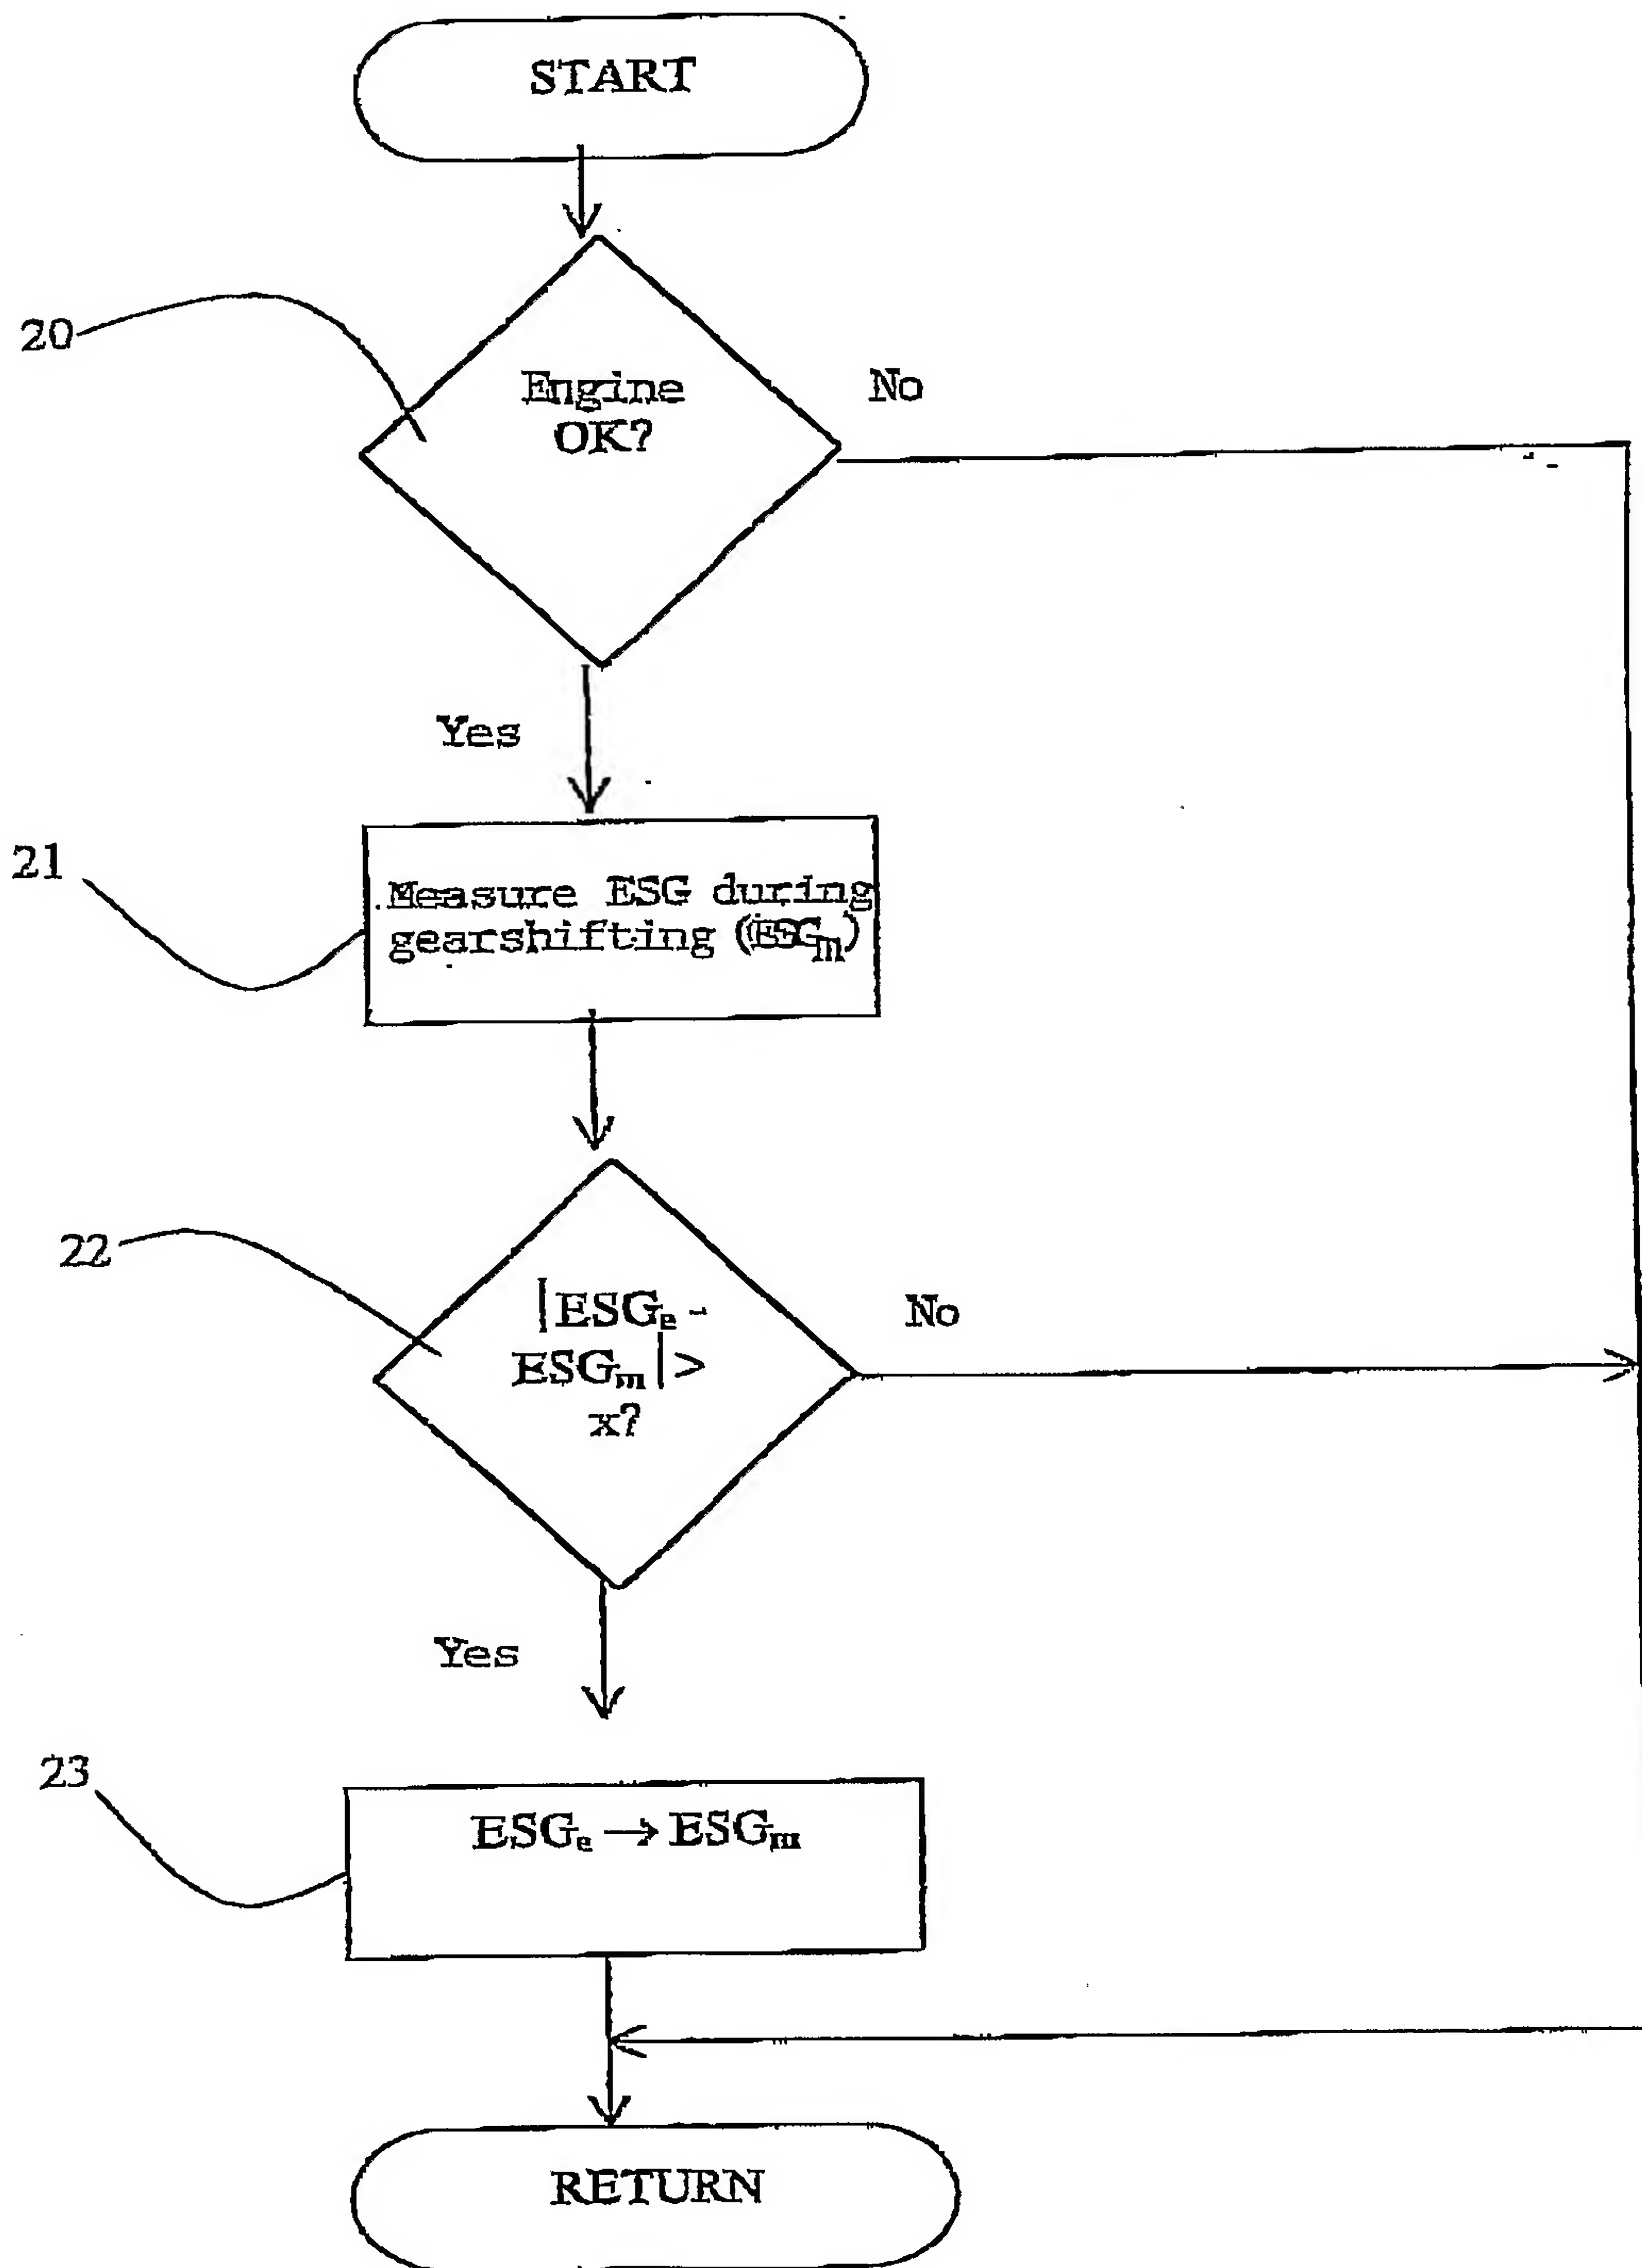 START
20
Engine
OK?
No
Yes
21
Measure ESG during
gearshifting (ESGm)
22
|ESGe -
ESGm| >
x?
No
Yes
23
ESGe → ESGm
RETURN